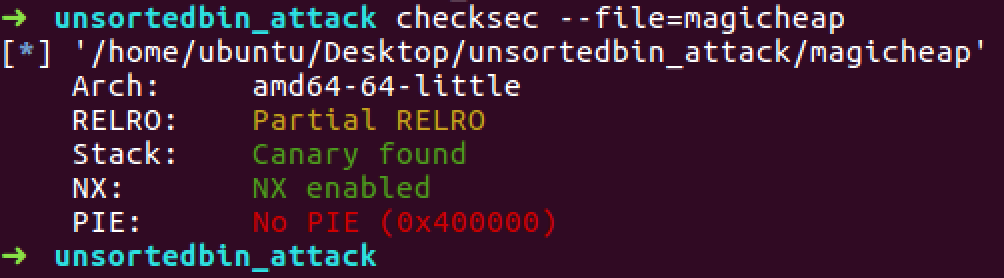 ➜ unsortedbin_attack checksec --file=magicheap
[*] '/home/ubuntu/Desktop/unsortedbin_attack/magicheap'
Arch: amd64-64-little
RELRO: Partial RELRO
Stack: Canary found
NX: NX enabled
PIE: No PIE (0x400000)
➜ unsortedbin_attack